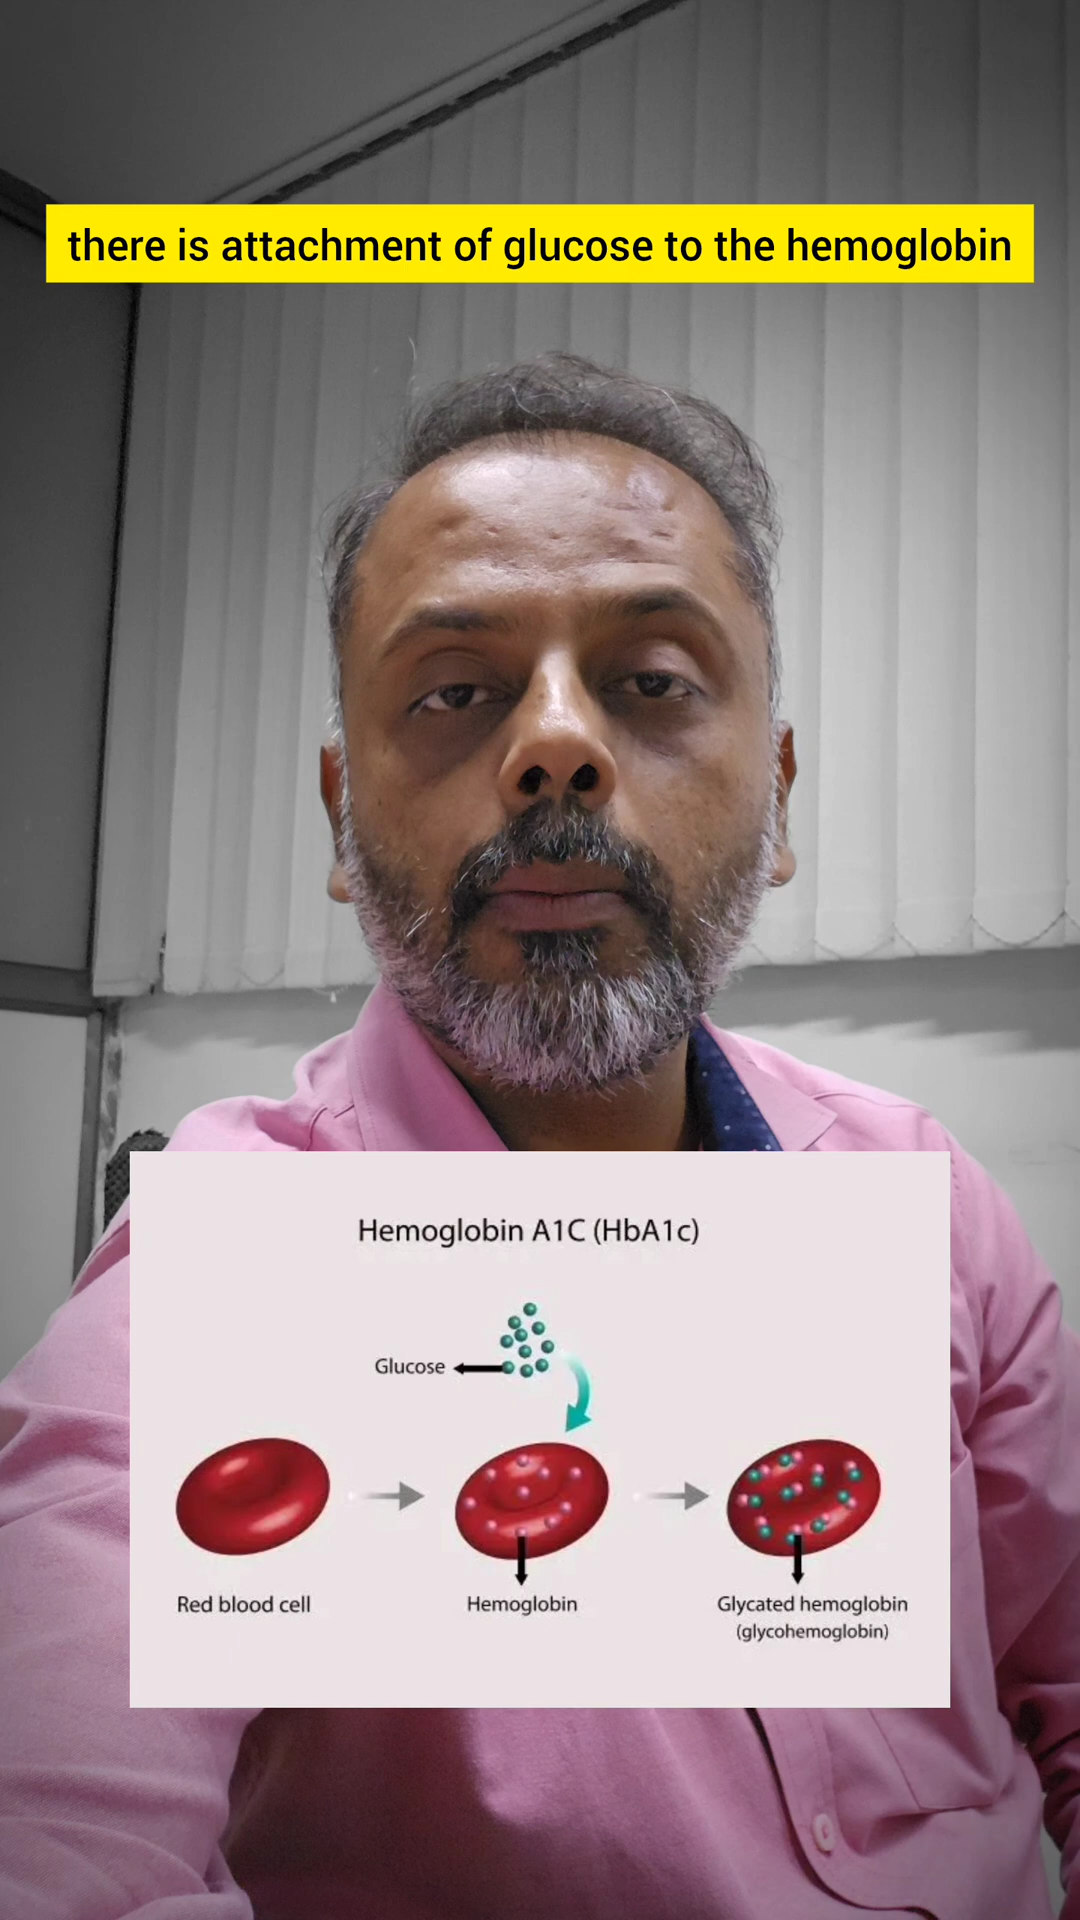 there is attachment of glucose to the hemoglobin
Hemoglobin A1C (HbA1c)
Glucose
Red blood cell
Hemoglobin
Glycated hemoglobin
(glycohemoglobin)